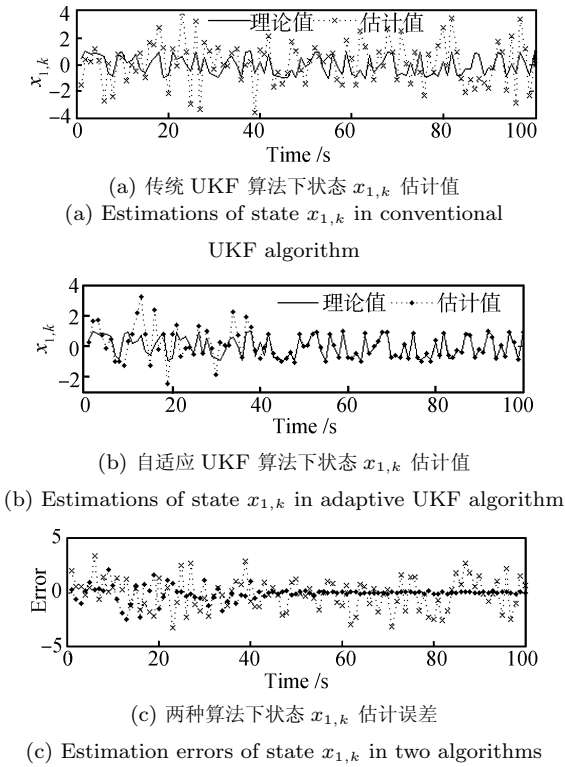 4
理论值 估计值
2
x1,k
0
−2
−4
0 20 40 60 80 100
Time /s
(a) 传统 UKF 算法下状态 x1,k 估计值
(a) Estimations of state x1,k in conventional
UKF algorithm
4
理论值 估计值
2
x1,k
0
−2
0 20 40 60 80 100
Time /s
(b) 自适应 UKF 算法下状态 x1,k 估计值
(b) Estimations of state x1,k in adaptive UKF algorithm
5
Error
0
−5
0 20 40 60 80 100
Time /s
(c) 两种算法下状态 x1,k 估计误差
(c) Estimation errors of state x1,k in two algorithms